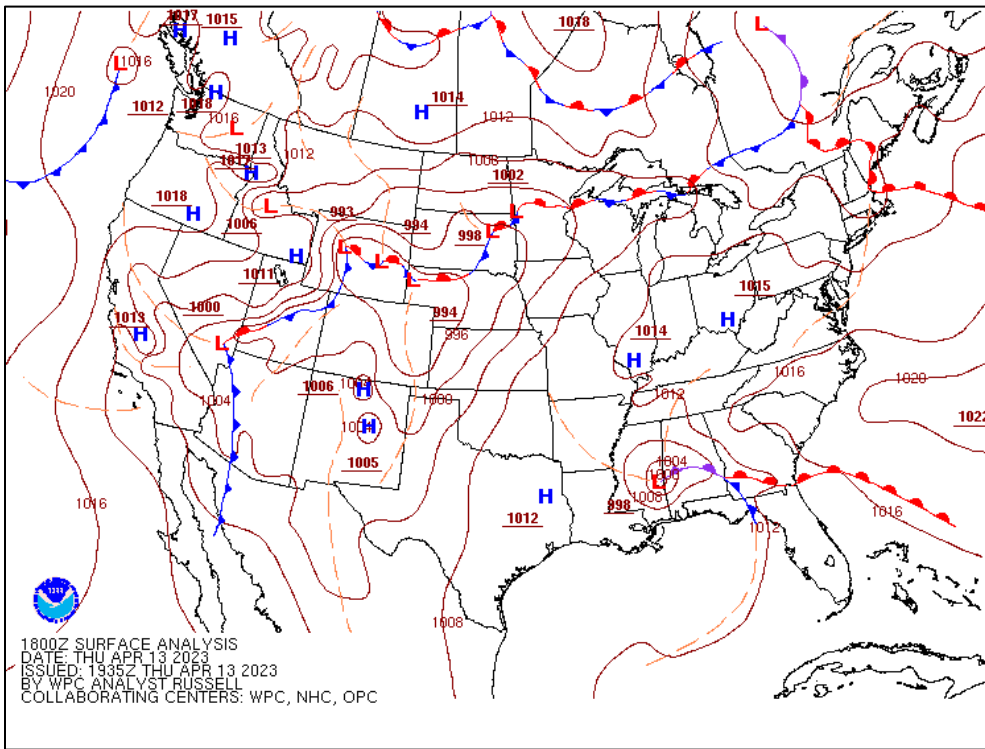 1017
1015
H
H
L
1016
1018
L
1020
1012
H
1018
1016
L
1014
H
1012
1013
1017
H
1012
1008
1002
1018
H
L
1006
993
994
998
L
L
H
L
L
L
1011
1000
994
996
1015
H
1014
H
1013
H
L
1004
1006
H
1000
H
1005
1016
1020
1022
1012
1004
1000
L
1008
998
H
1012
1012
1016
1016
1008
1800Z SURFACE ANALYSIS
DATE: THU APR 13 2023
ISSUED: 1935Z THU APR 13 2023
BY WPC ANALYST RUSSELL
COLLABORATING CENTERS: WPC, NHC, OPC